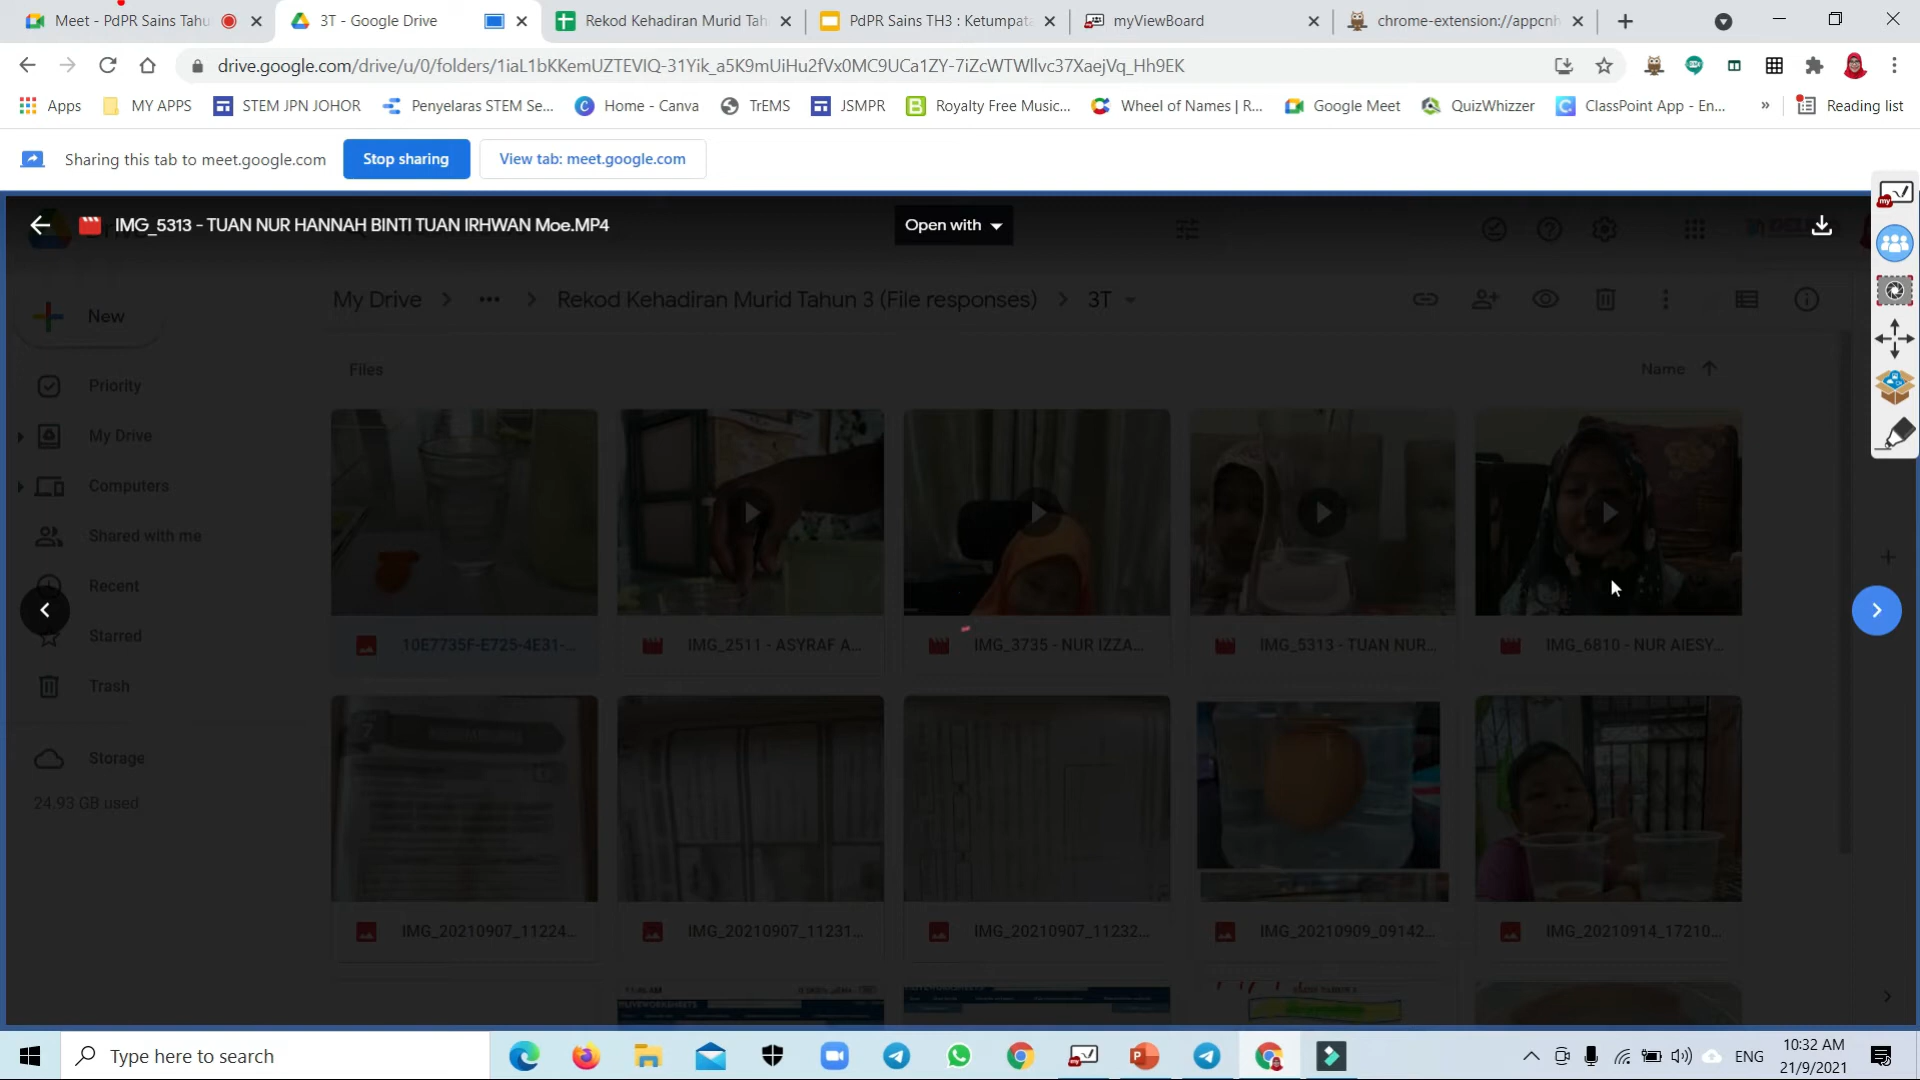 Meet - PdPR Sains Tahu
3T - Google Drive
Rekod Kehadiran Murid Tah
PdPR Sains TH3 : Ketumpata
myViewBoard
chrome-extension://appcnh
drive.google.com/drive/u/0/folders/1iaL1bKKemUZTEVIQ-31Yik_a5K9mUiHu2fVx0MC9UCa1ZY-7iZcWTWllvc37XaejVq_Hh9EK
Apps
MY APPS
STEM JPN JOHOR
Penyelaras STEM Se...
Home - Canva
TrEMS
JSMPR
Royalty Free Music...
Wheel of Names | R...
Google Meet
QuizWhizzer
ClassPoint App - En...
»
Reading list
Sharing this tab to meet.google.com
Stop sharing
View tab: meet.google.com
IMG_5313 - TUAN NUR HANNAH BINTI TUAN IRHWAN Moe.MP4
Open with
New
My Drive
Rekod Kehadiran Murid Tahun 3 (File responses)
3T
Files
Name
Priority
My Drive
Computers
Shared with me
Recent
Starred
Trash
Storage
24.93 GB used
10E7735F-E725-4E31-...
IMG_2511 - ASYRAF A...
IMG_3735 - NUR IZZA...
IMG_5313 - TUAN NUR...
IMG_6810 - NUR AIESY...
IMG_20210907_11224...
IMG_20210907_11231...
IMG_20210907_11232...
IMG_20210909_09142...
IMG_20210914_17210...
Type here to search
ENG
10:32 AM
21/9/2021